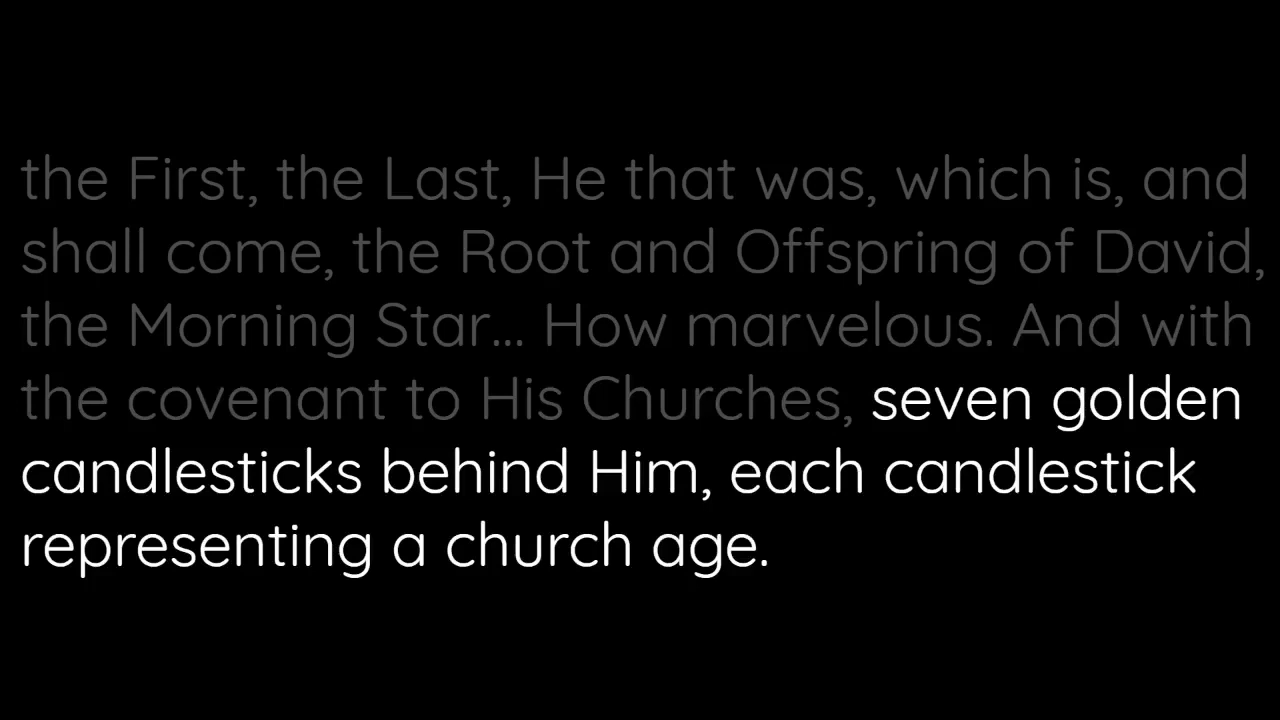 the First, the Last, He that was, which is, and
shall come, the Root and Offspring of David,
the Morning Star... How marvelous. And with
the covenant to His Churches, seven golden
candlesticks behind Him, each candlestick
representing a church age.